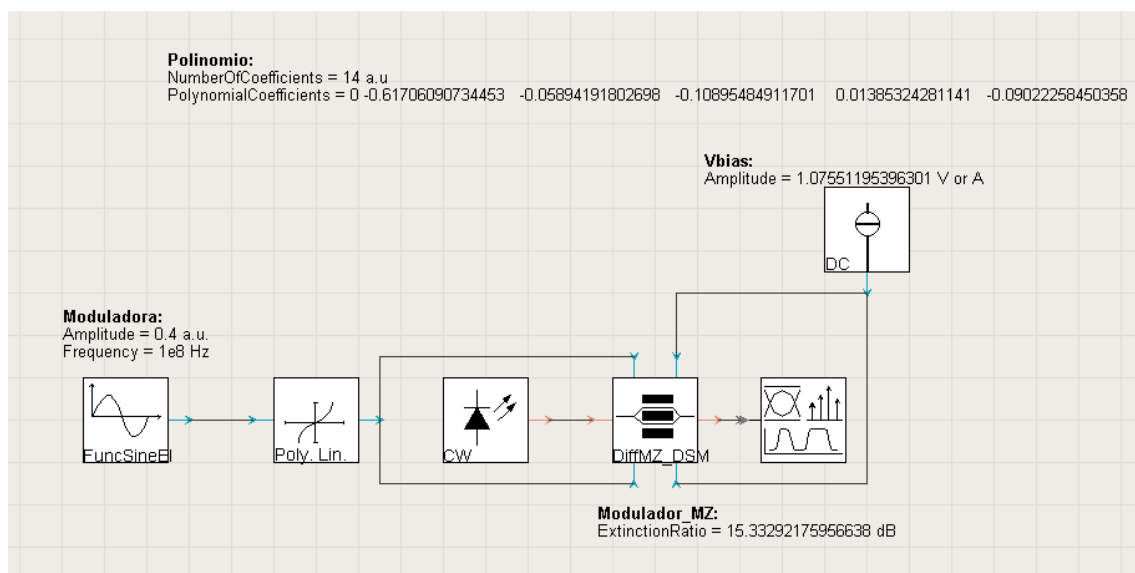 Polinomio:
NumberOfCoefficients = 14 a.u
PolynomialCoefficients = 0 -0.61706090734453 -0.05894191802698 -0.10895484911701 0.01385324281141 -0.09022258450358
Vbias:
Amplitude = 1.07551195396301 V or A
DC
Moduladora:
Amplitude = 0.4 a.u.
Frequency = 1e8 Hz
FuncSineEl
Poly. Lin.
CW
DiffMZ_DSM
Modulador_MZ:
ExtinctionRatio = 15.33292175956638 dB